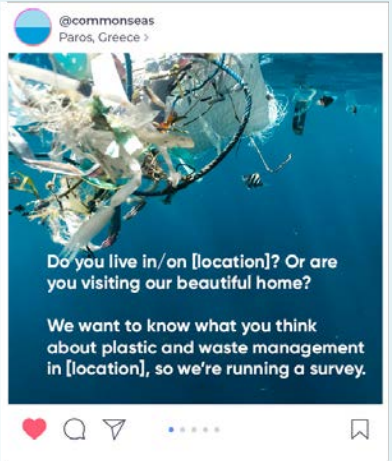 @commonseas
Paros, Greece >
Do you live in/on [location]? Or are
you visiting our beautiful home?
We want to know what you think
about plastic and waste management
in [location], so we're running a survey.